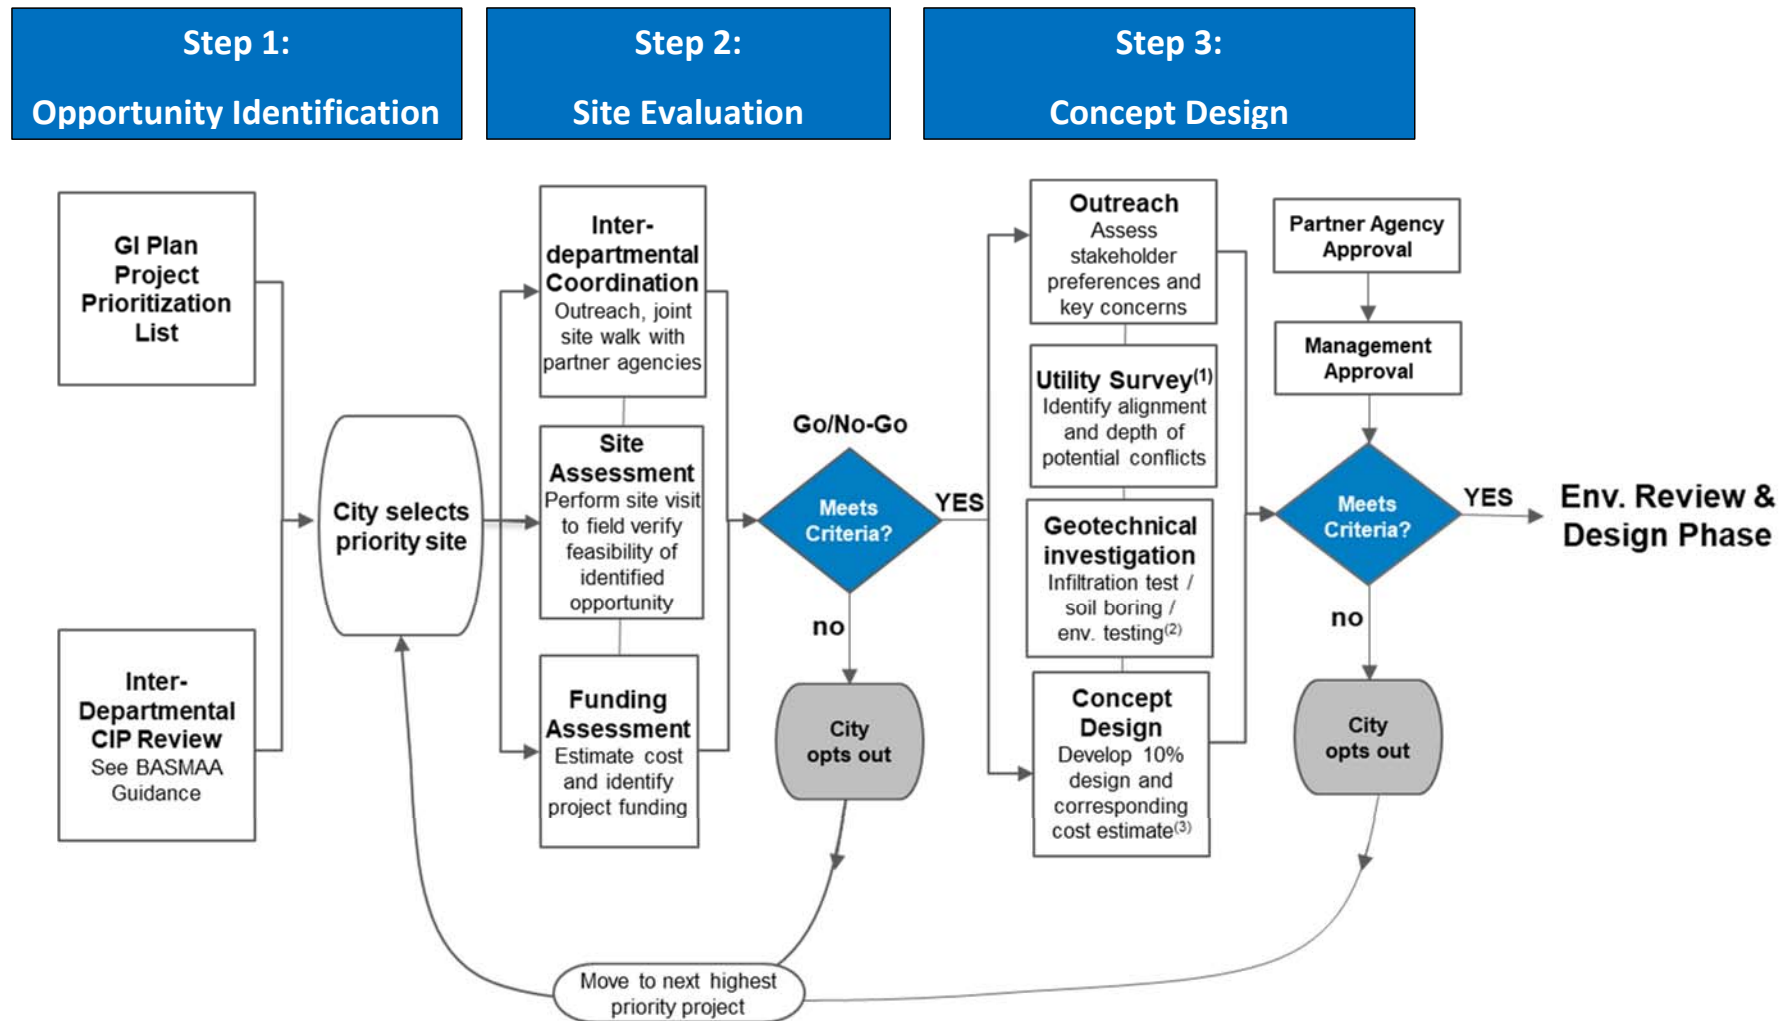 Step 1:
Opportunity Identification
Step 2:
Site Evaluation
Step 3:
Concept Design
GI Plan
Project
Prioritization
List
Inter-
Departmental
CIP Review
See BASMAA
Guidance
City selects
priority site
Inter-
departmental
Coordination
Outreach, joint
site walk with
partner agencies
Site
Assessment
Perform site visit
to field verify
feasibility of
identified
opportunity
Funding
Assessment
Estimate cost
and identify
project funding
Go/No-Go
Meets
Criteria?
YES
no
City
opts out
Outreach
Assess
stakeholder
preferences and
key concerns
Utility Survey(1)
Identify alignment
and depth of
potential conflicts
Geotechnical
investigation
Infiltration test /
soil boring /
env. testing(2)
Concept
Design
Develop 10%
design and
corresponding
cost estimate(3)
Partner Agency
Approval
Management
Approval
Meets
Criteria?
YES
no
City
opts out
Env. Review &
Design Phase
Move to next highest
priority project